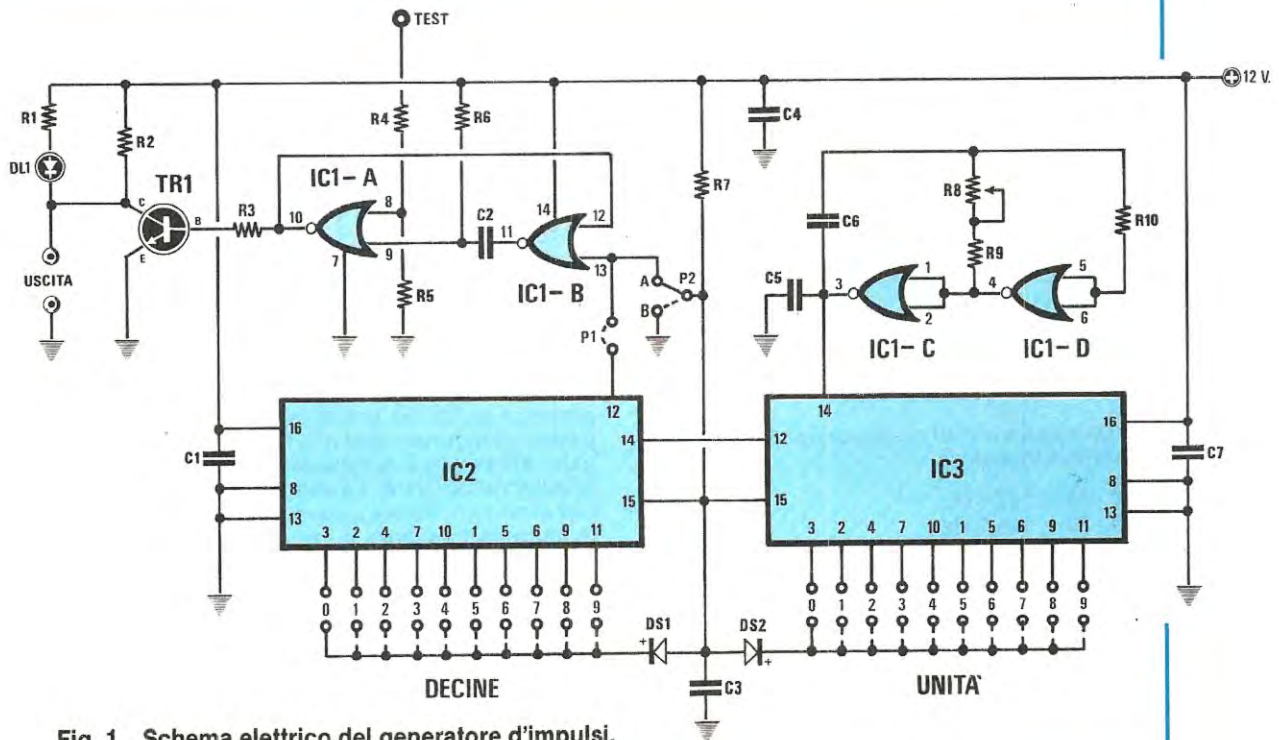 TEST
12 V.
R1
R2
R4
R6
C4
DL1
TR1
C
B
E
R3
IC1-A
10
8
9
7
C2
11
14
12
13
IC1-B
R7
R8
C6
R9
R10
USCITA
R5
A
P2
B
P1
C5
3
1
2
4
5
6
IC1-C
IC1-D
12
14
C1
16
8
13
IC2
14
15
12
15
IC3
16
8
13
C7
3 2 4 7 10 1 5 6 9 11
3 2 4 7 10 1 5 6 9 11
0 1 2 3 4 5 6 7 8 9
0 1 2 3 4 5 6 7 8 9
+
DS1
DS2
+
DECINE
C3
UNITA'
Fig. 1 Schema elettrico del generatore d'impulsi.